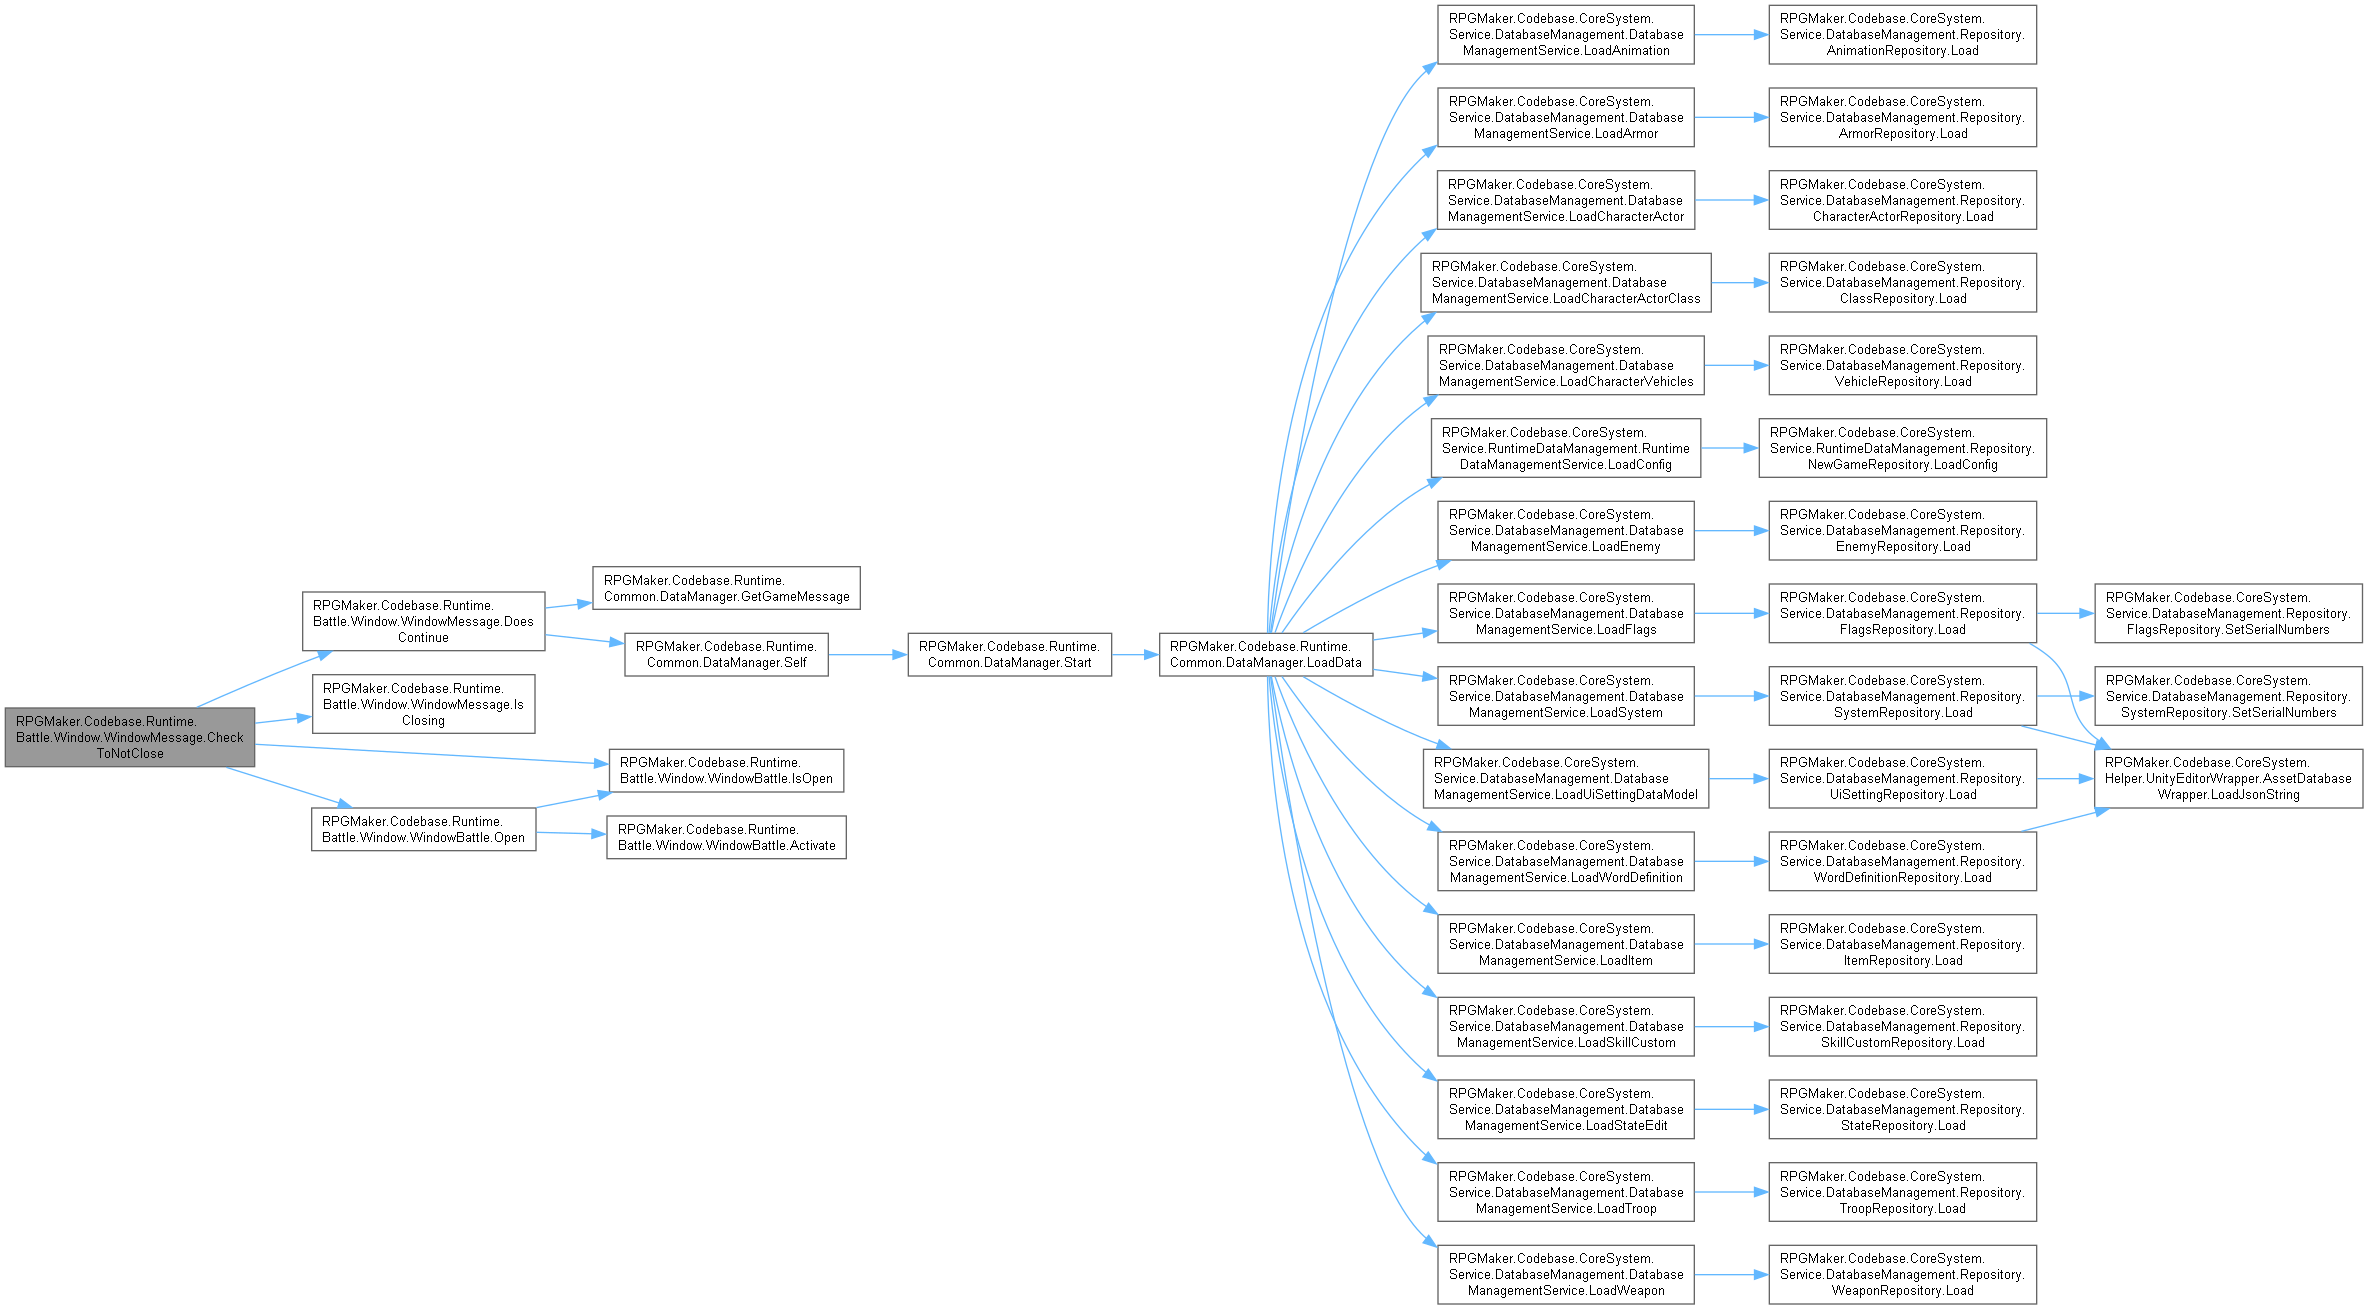 RPGMaker.Codebase.Runtime.
Battle.Window.WindowMessage.Check
ToNotClose
RPGMaker.Codebase.Runtime.
Battle.Window.WindowMessage.Does
Continue
RPGMaker.Codebase.Runtime.
Battle.Window.WindowMessage.Is
Closing
RPGMaker.Codebase.Runtime.
Battle.Window.WindowBattle.Open
RPGMaker.Codebase.Runtime.
Common.DataManager.GetGameMessage
RPGMaker.Codebase.Runtime.
Common.DataManager.Self
RPGMaker.Codebase.Runtime.
Battle.Window.WindowBattle.IsOpen
RPGMaker.Codebase.Runtime.
Battle.Window.WindowBattle.Activate
RPGMaker.Codebase.Runtime.
Common.DataManager.Start
RPGMaker.Codebase.Runtime.
Common.DataManager.LoadData
RPGMaker.Codebase.CoreSystem.
Service.DatabaseManagement.Database
ManagementService.LoadAnimation
RPGMaker.Codebase.CoreSystem.
Service.DatabaseManagement.Database
ManagementService.LoadArmor
RPGMaker.Codebase.CoreSystem.
Service.DatabaseManagement.Database
ManagementService.LoadCharacterActor
RPGMaker.Codebase.CoreSystem.
Service.DatabaseManagement.Database
ManagementService.LoadCharacterActorClass
RPGMaker.Codebase.CoreSystem.
Service.DatabaseManagement.Database
ManagementService.LoadCharacterVehicles
RPGMaker.Codebase.CoreSystem.
Service.RuntimeDataManagement.Runtime
DataManagementService.LoadConfig
RPGMaker.Codebase.CoreSystem.
Service.DatabaseManagement.Database
ManagementService.LoadEnemy
RPGMaker.Codebase.CoreSystem.
Service.DatabaseManagement.Database
ManagementService.LoadFlags
RPGMaker.Codebase.CoreSystem.
Service.DatabaseManagement.Database
ManagementService.LoadSystem
RPGMaker.Codebase.CoreSystem.
Service.DatabaseManagement.Database
ManagementService.LoadUiSettingDataModel
RPGMaker.Codebase.CoreSystem.
Service.DatabaseManagement.Database
ManagementService.LoadWordDefinition
RPGMaker.Codebase.CoreSystem.
Service.DatabaseManagement.Database
ManagementService.LoadItem
RPGMaker.Codebase.CoreSystem.
Service.DatabaseManagement.Database
ManagementService.LoadSkillCustom
RPGMaker.Codebase.CoreSystem.
Service.DatabaseManagement.Database
ManagementService.LoadStateEdit
RPGMaker.Codebase.CoreSystem.
Service.DatabaseManagement.Database
ManagementService.LoadTroop
RPGMaker.Codebase.CoreSystem.
Service.DatabaseManagement.Database
ManagementService.LoadWeapon
RPGMaker.Codebase.CoreSystem.
Service.DatabaseManagement.Repository.
AnimationRepository.Load
RPGMaker.Codebase.CoreSystem.
Service.DatabaseManagement.Repository.
ArmorRepository.Load
RPGMaker.Codebase.CoreSystem.
Service.DatabaseManagement.Repository.
CharacterActorRepository.Load
RPGMaker.Codebase.CoreSystem.
Service.DatabaseManagement.Repository.
ClassRepository.Load
RPGMaker.Codebase.CoreSystem.
Service.DatabaseManagement.Repository.
VehicleRepository.Load
RPGMaker.Codebase.CoreSystem.
Service.RuntimeDataManagement.Repository.
NewGameRepository.LoadConfig
RPGMaker.Codebase.CoreSystem.
Service.DatabaseManagement.Repository.
EnemyRepository.Load
RPGMaker.Codebase.CoreSystem.
Service.DatabaseManagement.Repository.
FlagsRepository.Load
RPGMaker.Codebase.CoreSystem.
Service.DatabaseManagement.Repository.
SystemRepository.Load
RPGMaker.Codebase.CoreSystem.
Service.DatabaseManagement.Repository.
UiSettingRepository.Load
RPGMaker.Codebase.CoreSystem.
Service.DatabaseManagement.Repository.
WordDefinitionRepository.Load
RPGMaker.Codebase.CoreSystem.
Service.DatabaseManagement.Repository.
ItemRepository.Load
RPGMaker.Codebase.CoreSystem.
Service.DatabaseManagement.Repository.
SkillCustomRepository.Load
RPGMaker.Codebase.CoreSystem.
Service.DatabaseManagement.Repository.
StateRepository.Load
RPGMaker.Codebase.CoreSystem.
Service.DatabaseManagement.Repository.
TroopRepository.Load
RPGMaker.Codebase.CoreSystem.
Service.DatabaseManagement.Repository.
WeaponRepository.Load
RPGMaker.Codebase.CoreSystem.
Service.DatabaseManagement.Repository.
FlagsRepository.SetSerialNumbers
RPGMaker.Codebase.CoreSystem.
Service.DatabaseManagement.Repository.
SystemRepository.SetSerialNumbers
RPGMaker.Codebase.CoreSystem.
Helper.UnityEditorWrapper.AssetDatabase
Wrapper.LoadJsonString